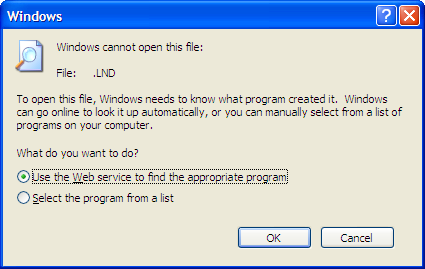 Windows
Windows cannot open this file:
File: .LND
To open this file, Windows needs to know what program created it. Windows
can go online to look it up automatically, or you can manually select from a list of
programs on your computer.
What do you want to do?
Use the Web service to find the appropriate program
Select the program from a list
OK Cancel